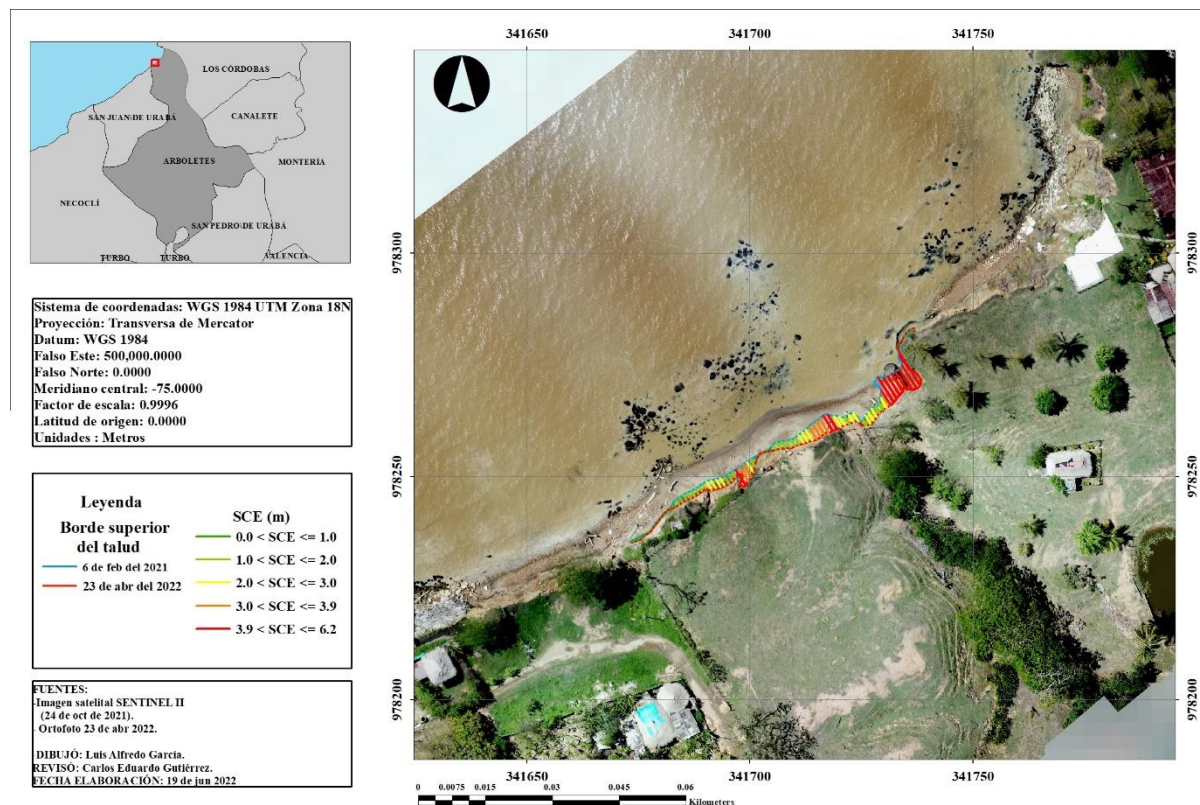 LOS CÓRDOBAS
SAN JUAN DE URABÁ
CANALETE
ARBOLETES
MONTERÍA
NECOCLÍ
SAN PEDRO DE URABÁ
TURBO
TURBO
VALENCIA
Sistema de coordenadas: WGS 1984 UTM Zona 18N
Proyección: Transversa de Mercator
Datum: WGS 1984
Falso Este: 500,000.0000
Falso Norte: 0.0000
Meridiano central: -75.0000
Factor de escala: 0.9996
Latitud de origen: 0.0000
Unidades : Metros
Leyenda
Borde superior
del talud
6 de feb del 2021
23 de abr del 2022
SCE (m)
0.0 < SCE <= 1.0
1.0 < SCE <= 2.0
2.0 < SCE <= 3.0
3.0 < SCE <= 3.9
3.9 < SCE <= 6.2
FUENTES:
-Imagen satelital SENTINEL II
(24 de oct de 2021).
- Ortofoto 23 abr 2022.
-DIBUJÓ: Luis Alfredo García.
REVISÓ: Carlos Eduardo Gutiérrez.
FECHA ELABORACIÓN: 19 de jun 2022
341650 341700 341750
978300 978300
978250 978250
978200 978200
341650 341700 341750
0 0.0075 0.015 0.03 0.045 0.06
Kilometers